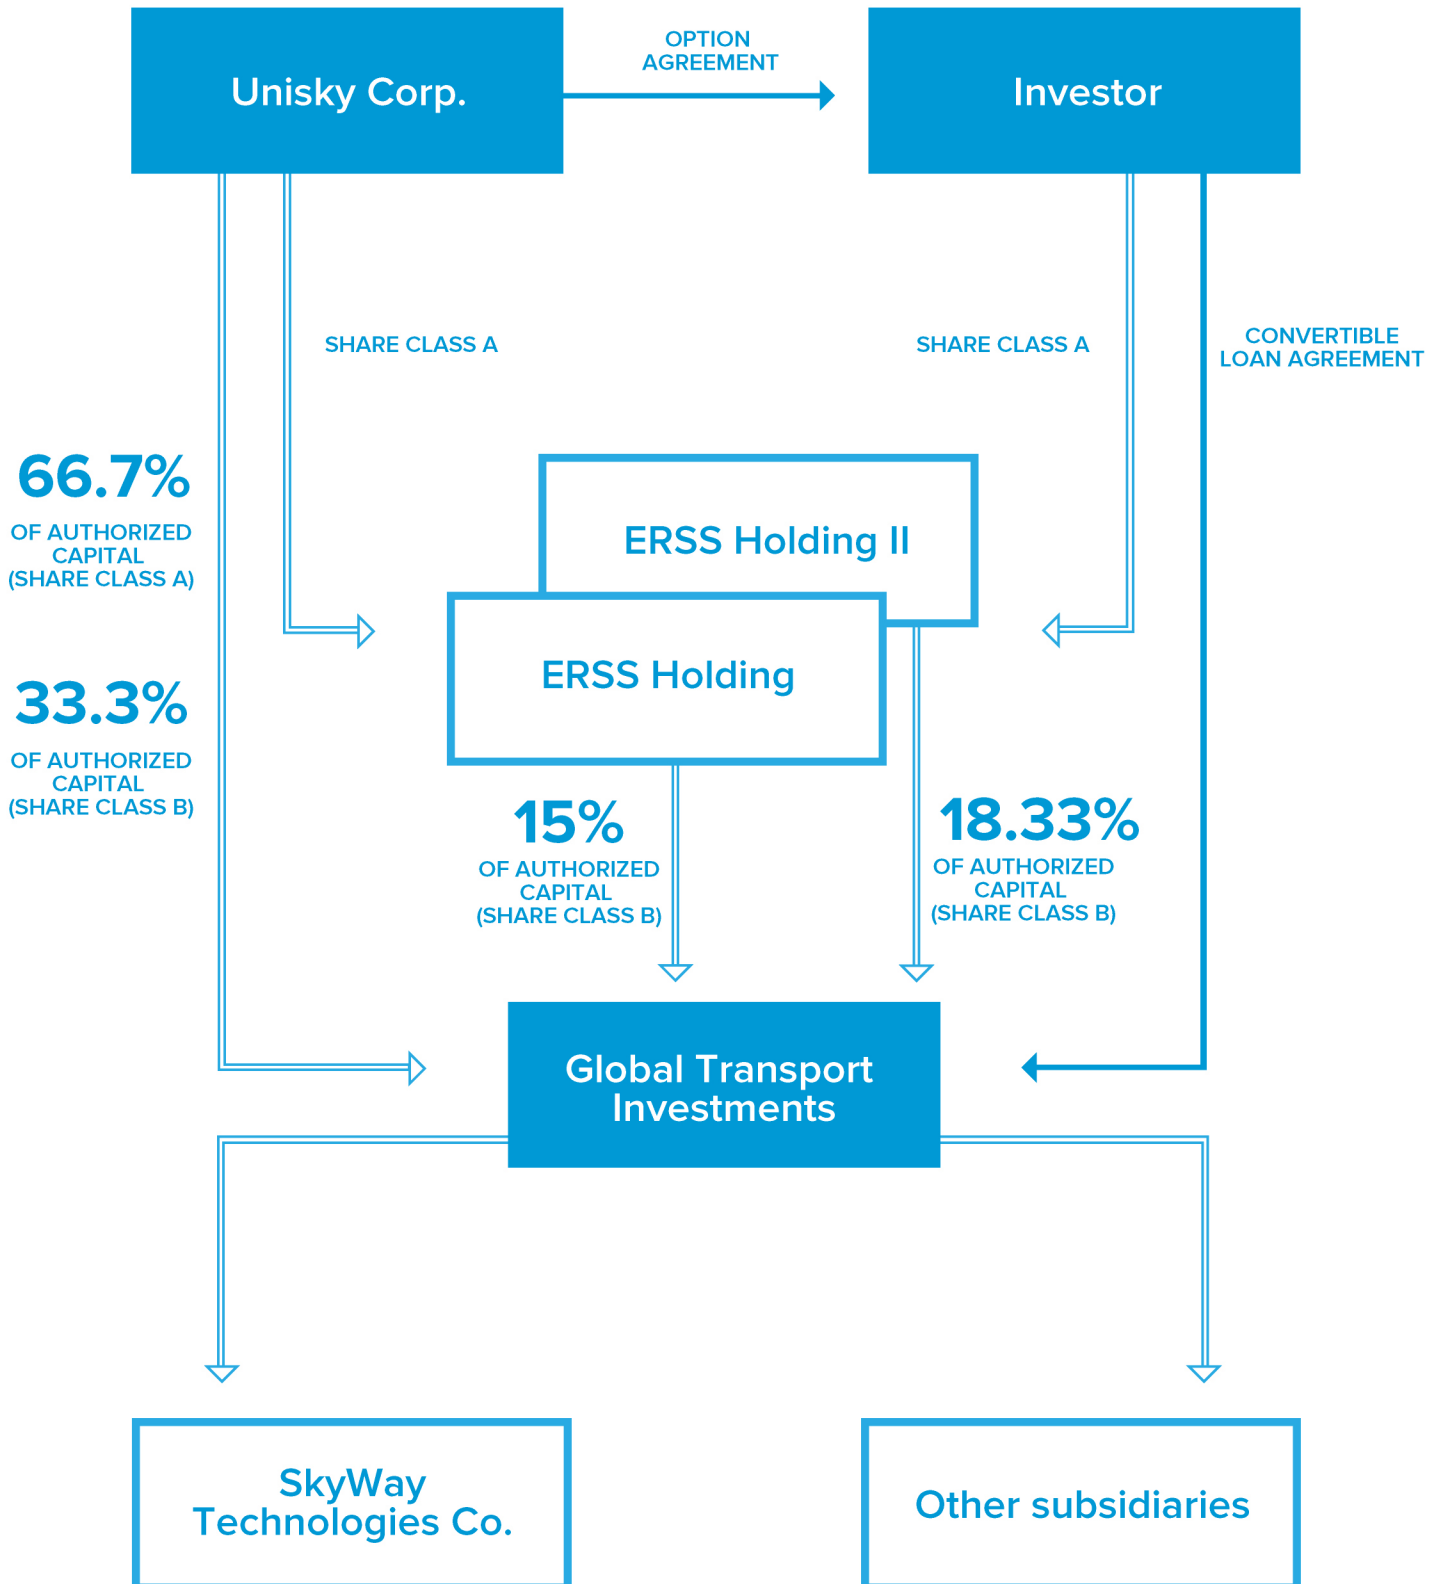 Unisky Corp.
OPTION
AGREEMENT
Investor
SHARE CLASS A
SHARE CLASS A
CONVERTIBLE
LOAN AGREEMENT
66.7%
OF AUTHORIZED
CAPITAL
(SHARE CLASS A)
33.3%
OF AUTHORIZED
CAPITAL
(SHARE CLASS B)
ERSS Holding II
ERSS Holding
15%
OF AUTHORIZED
CAPITAL
(SHARE CLASS B)
18.33%
OF AUTHORIZED
CAPITAL
(SHARE CLASS B)
Global Transport
Investments
SkyWay
Technologies Co.
Other subsidiaries